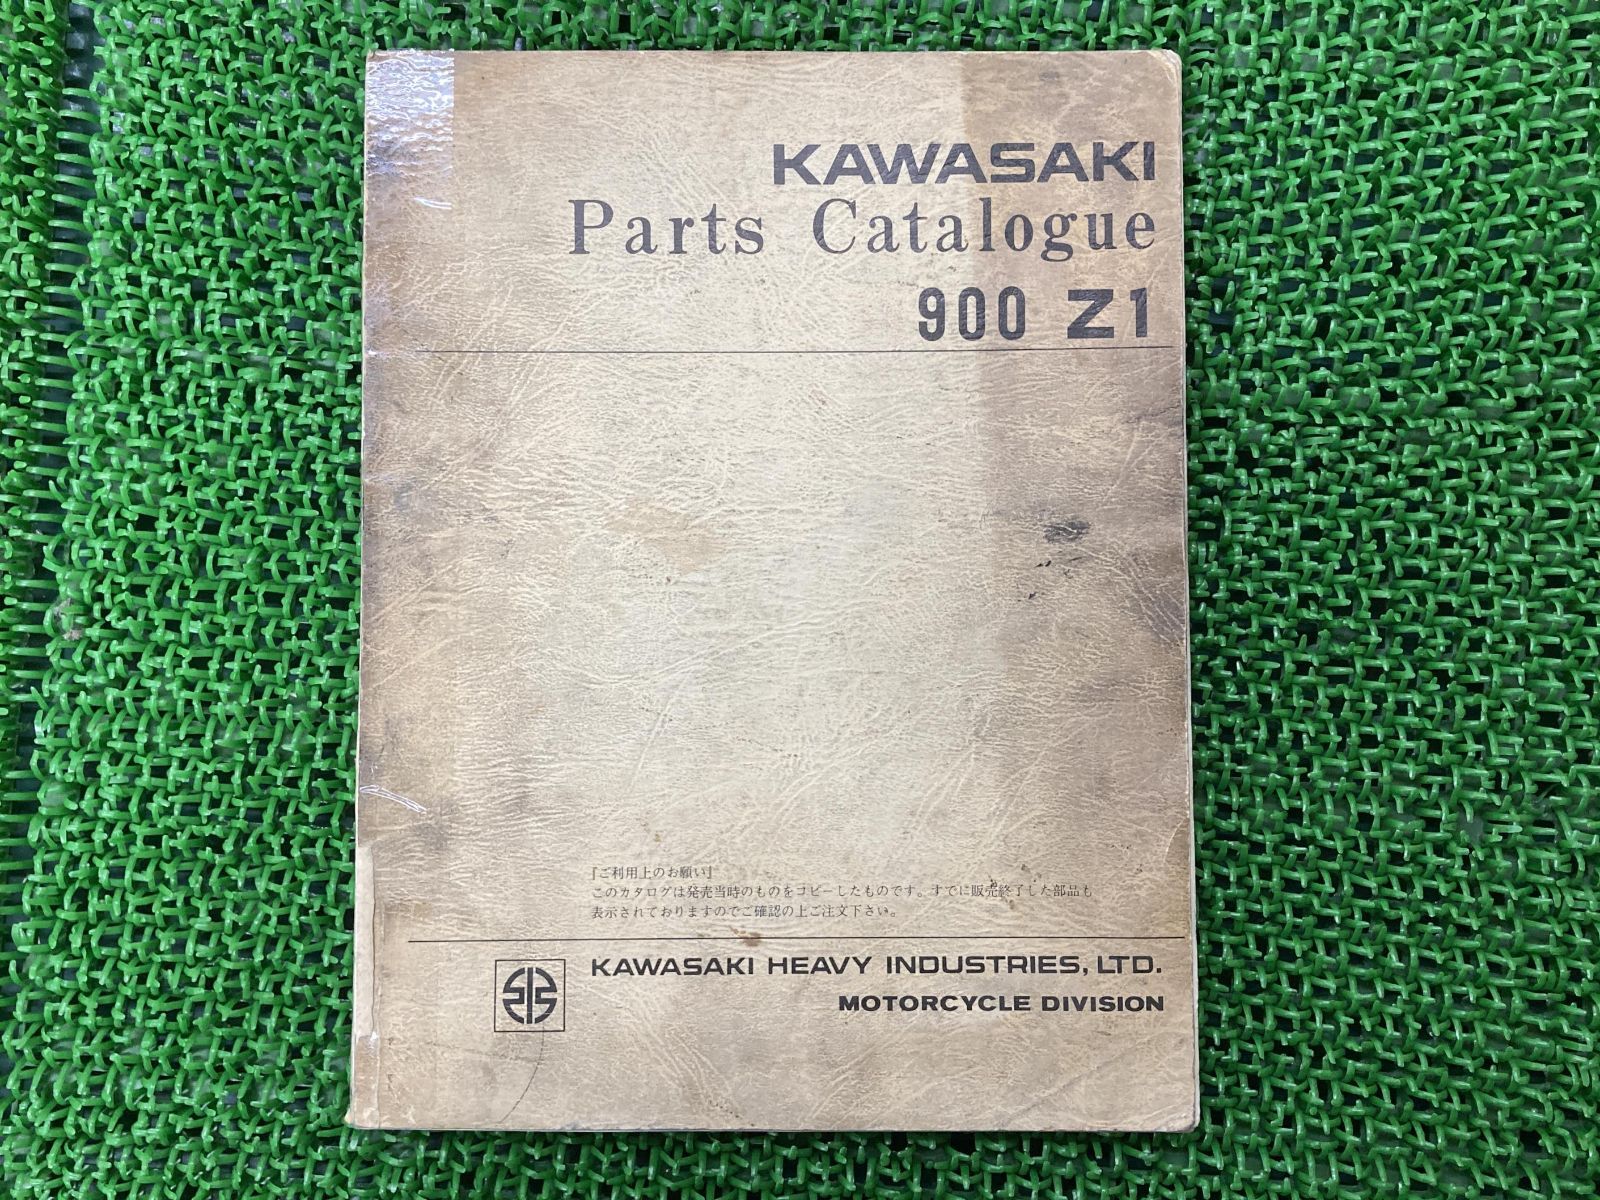 KAWASAKI
Parts Catalogue
900 Z1
『ご利用上のお願い』
このカタログは発売当時のものをコピーしたものです。すでに販売終了した部品も
表示されておりますのでご確認の上ご注文下さい。
KAWASAKI HEAVY INDUSTRIES, LTD.
MOTORCYCLE DIVISION